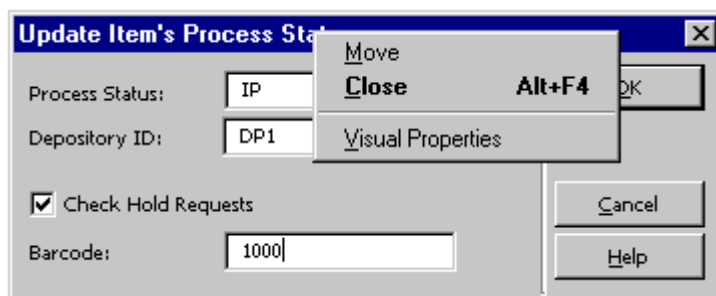 Update Item's Process Sta
Move
Close Alt+F4
Visual Properties
Process Status: IP
Depository ID: DP1
Check Hold Requests
Barcode: 1000
OK
Cancel
Help